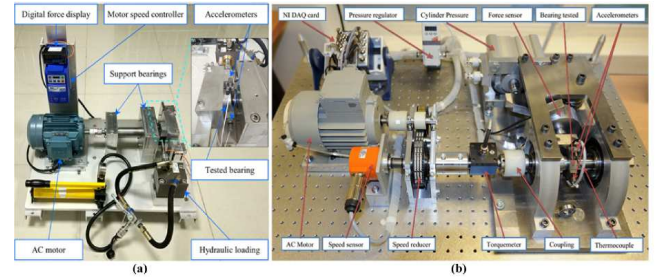 Digital force display
Motor speed controller
Accelerometers
Support bearings
Tested bearing
AC motor
Hydraulic loading
(a)
NI DAQ card
Pressure regulator
Cylinder Pressure
Force sensor
Bearing tested
Accelerometers
AC Motor
Speed sensor
Speed reducer
Torquemeter
Coupling
Thermocouple
(b)